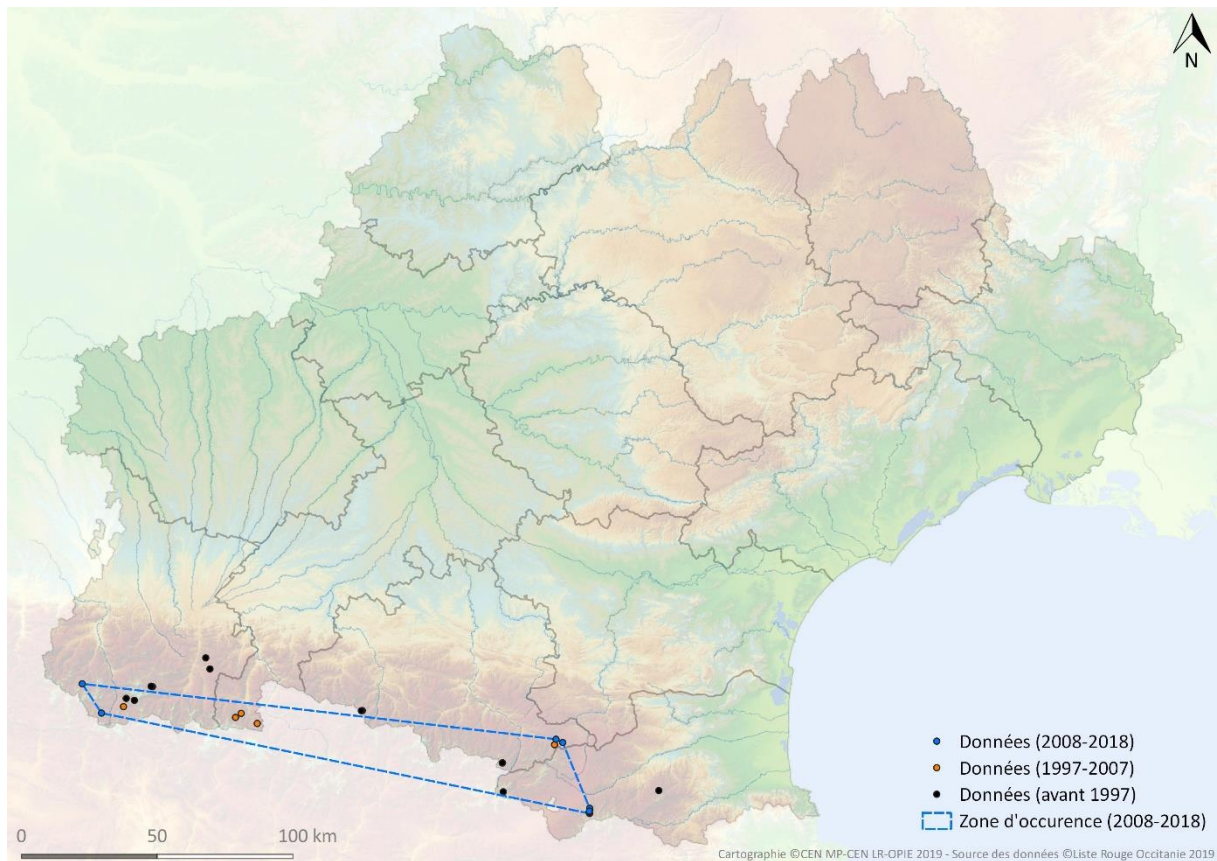 N
Données (2008-2018)
Données (1997-2007)
Données (avant 1997)
Zone d'occurence (2008-2018)
0 50 100 km
Cartographie ©CEN MP-CEN LR-OPIE 2019 - Source des données ©Liste Rouge Occitanie 2019